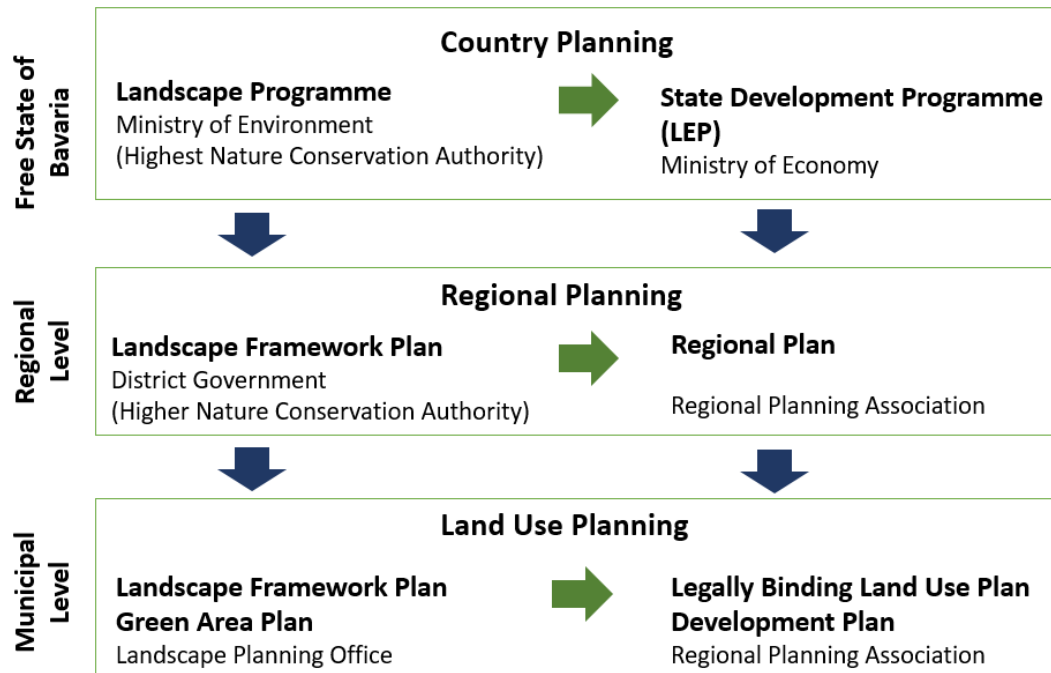 Free State of
Bavaria
Country Planning
Landscape Programme
Ministry of Environment
(Highest Nature Conservation Authority)
State Development Programme
(LEP)
Ministry of Economy
Regional
Level
Regional Planning
Landscape Framework Plan
District Government
(Higher Nature Conservation Authority)
Regional Plan
Regional Planning Association
Municipal
Level
Land Use Planning
Landscape Framework Plan
Green Area Plan
Landscape Planning Office
Legally Binding Land Use Plan
Development Plan
Regional Planning Association